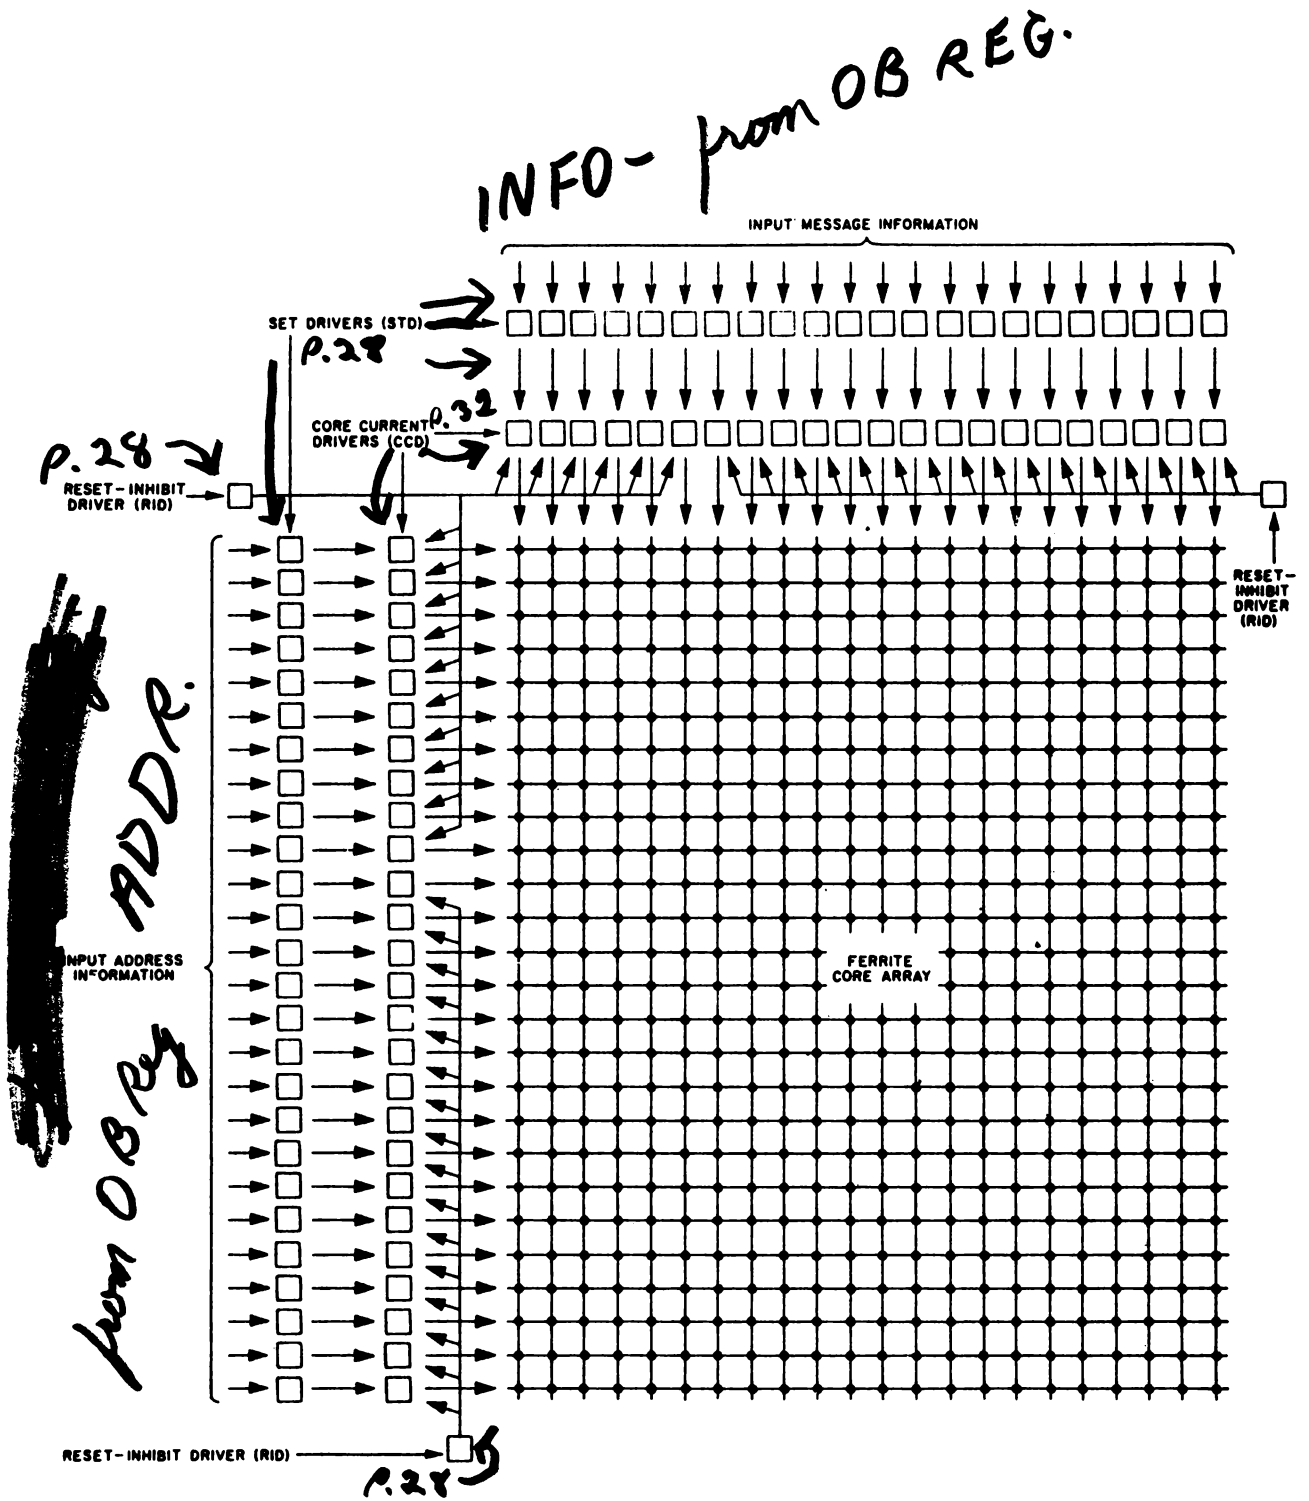 INFO- from OB REG.
INPUT MESSAGE INFORMATION
SET DRIVERS (STD)
P.28
CORE CURRENT
DRIVERS (CCD)
P.32
P.28
RESET-INHIBIT
DRIVER (RID)
RESET-
INHIBIT
DRIVER
(RID)
ADDR.
INPUT ADDRESS
INFORMATION
from OB Reg
FERRITE
CORE ARRAY
RESET-INHIBIT DRIVER (RID)
P.28